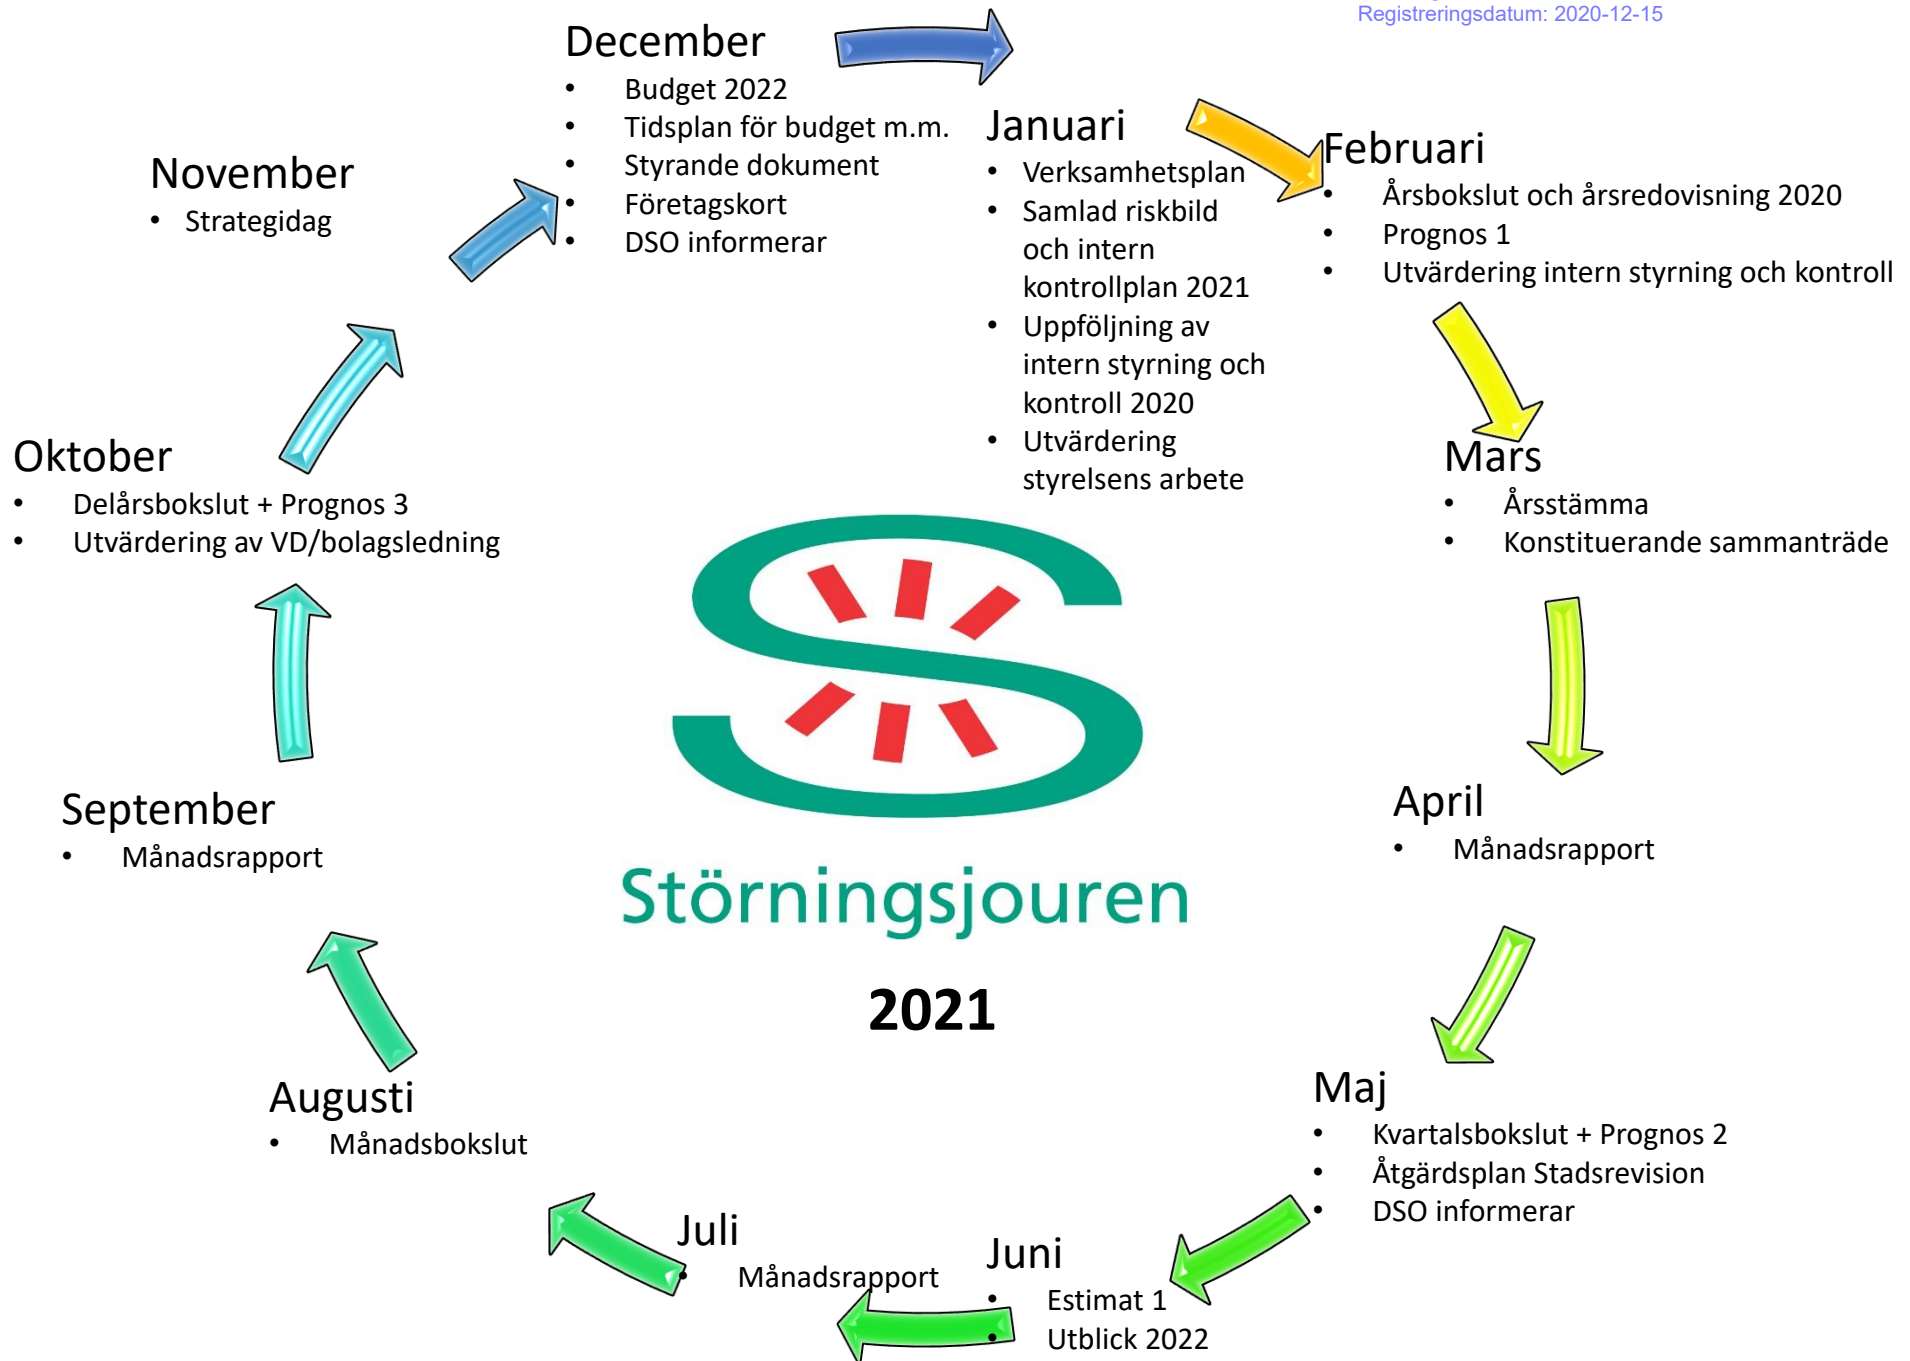 Registreringsdatum: 2020-12-15
December
• Budget 2022
• Tidsplan för budget m.m.
• Styrande dokument
• Företagskort
• DSO informerar
Januari
• Verksamhetsplan
• Samlad riskbild
och intern
kontrollplan 2021
• Uppföljning av
intern styrning och
kontroll 2020
• Utvärdering
styrelsens arbete
Februari
• Årsbokslut och årsredovisning 2020
• Prognos 1
• Utvärdering intern styrning och kontroll
Mars
• Årsstämma
• Konstituerande sammanträde
April
• Månadsrapport
Maj
• Kvartalsbokslut + Prognos 2
• Åtgärdsplan Stadsrevision
• DSO informerar
Juni
• Estimat 1
• Utblick 2022
Juli
• Månadsrapport
Augusti
• Månadsbokslut
September
• Månadsrapport
Oktober
• Delårsbokslut + Prognos 3
• Utvärdering av VD/bolagsledning
November
• Strategidag
Störningsjouren
2021